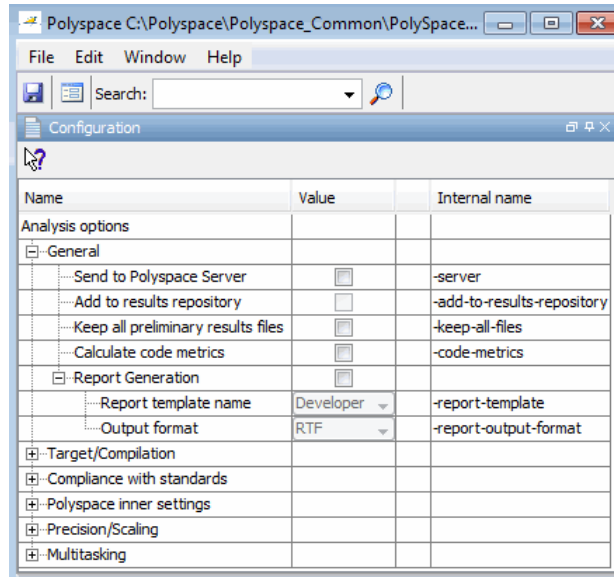 Polyspace C:\Polyspace\Polyspace_Common\PolySpace...
File Edit Window Help
Search:
Configuration
Name Value Internal name
Analysis options
General
Send to Polyspace Server -server
Add to results repository -add-to-results-repository
Keep all preliminary results files -keep-all-files
Calculate code metrics -code-metrics
Report Generation
Report template name Developer -report-template
Output format RTF -report-output-format
Target/Compilation
Compliance with standards
Polyspace inner settings
Precision/Scaling
Multitasking